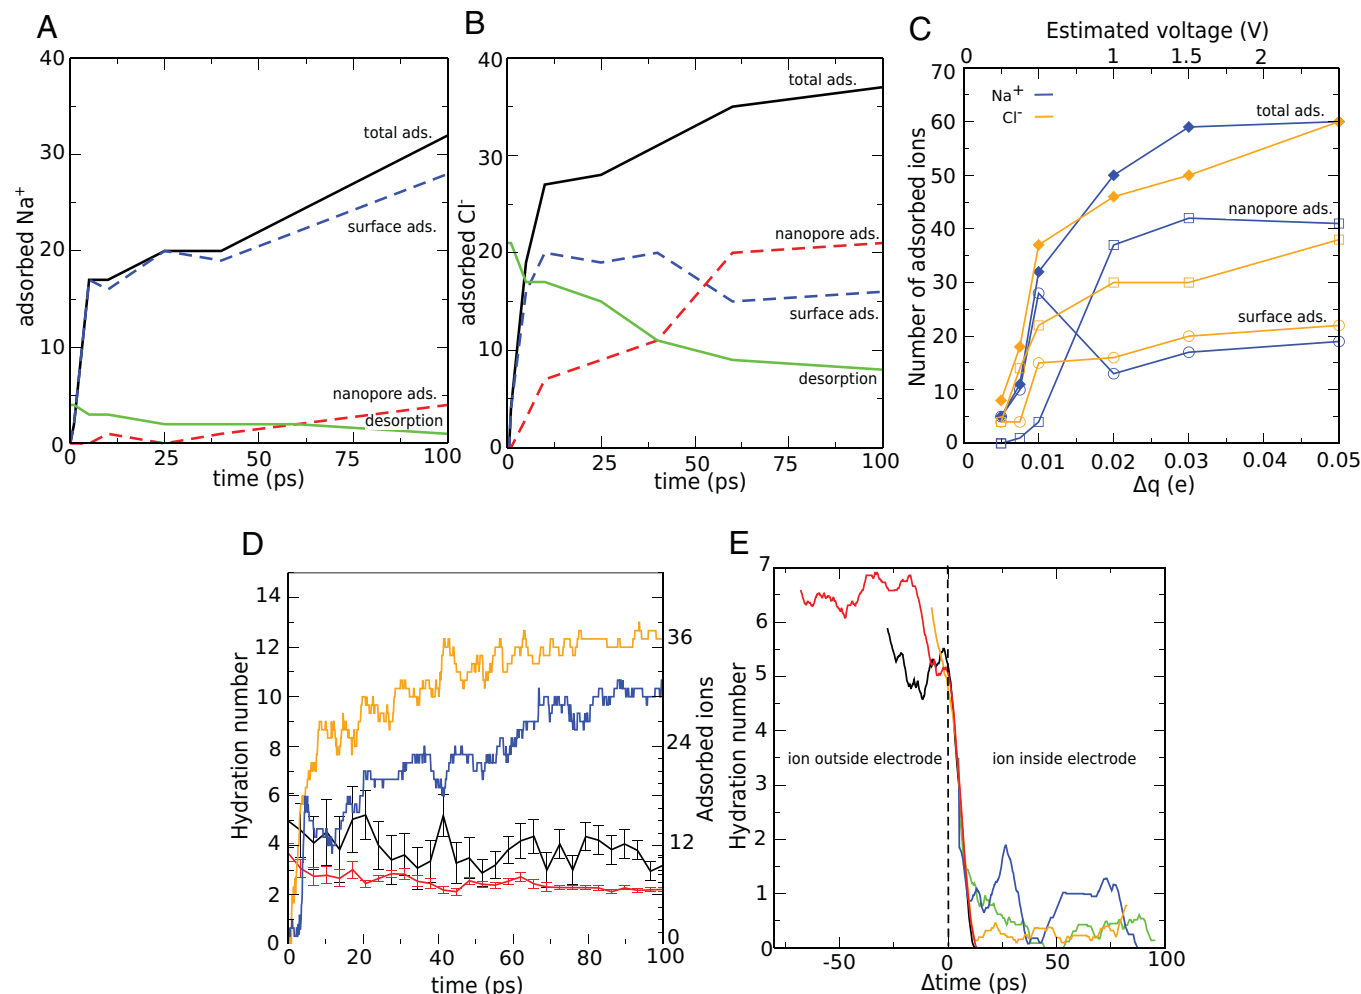 A
40
30
20
10
0
adsorbed Na+
total ads.
surface ads.
nanopore ads.
desorption
0 25 50 75 100
time (ps)
B
40
30
20
10
0
adsorbed Cl-
total ads.
nanopore ads.
surface ads.
desorption
0 25 50 75 100
time (ps)
C
Estimated voltage (V)
0 1 1.5 2
70
60
50
40
30
20
10
0
Number of adsorbed ions
Na+
Cl-
total ads.
nanopore ads.
surface ads.
0 0.01 0.02 0.03 0.04 0.05
Δq (e)
D
14
12
10
8
6
4
2
0
Hydration number
36
24
12
0
Adsorbed ions
0 20 40 60 80 100
time (ps)
E
7
6
5
4
3
2
1
0
Hydration number
ion outside electrode
ion inside electrode
-50 0 50 100
Δtime (ps)